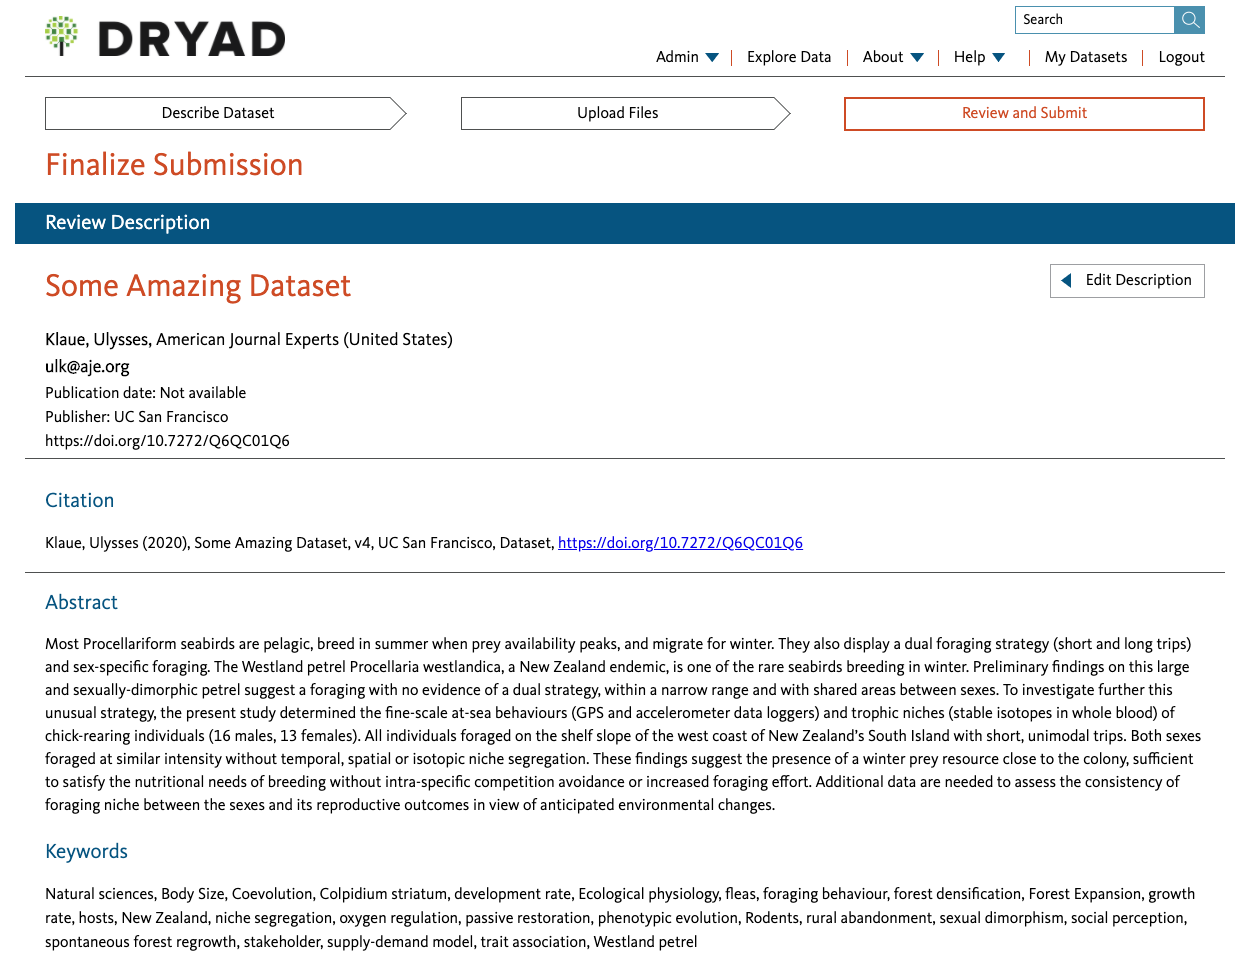 DRYAD
Search
Admin
Explore Data
About
Help
My Datasets
Logout
Describe Dataset
Upload Files
Review and Submit
Finalize Submission
Review Description
Some Amazing Dataset
Edit Description
Klaue, Ulysses, American Journal Experts (United States)
ulk@aje.org
Publication date: Not available
Publisher: UC San Francisco
https://doi.org/10.7272/Q6QC01Q6
Citation
Klaue, Ulysses (2020), Some Amazing Dataset, v4, UC San Francisco, Dataset, https://doi.org/10.7272/Q6QC01Q6
Abstract
Most Procellariform seabirds are pelagic, breed in summer when prey availability peaks, and migrate for winter. They also display a dual foraging strategy (short and long trips)
and sex-specific foraging. The Westland petrel Procellaria westlandica, a New Zealand endemic, is one of the rare seabirds breeding in winter. Preliminary findings on this large
and sexually-dimorphic petrel suggest a foraging with no evidence of a dual strategy, within a narrow range and with shared areas between sexes. To investigate further this
unusual strategy, the present study determined the fine-scale at-sea behaviours (GPS and accelerometer data loggers) and trophic niches (stable isotopes in whole blood) of
chick-rearing individuals (16 males, 13 females). All individuals foraged on the shelf slope of the west coast of New Zealand’s South Island with short, unimodal trips. Both sexes
foraged at similar intensity without temporal, spatial or isotopic niche segregation. These findings suggest the presence of a winter prey resource close to the colony, sufficient
to satisfy the nutritional needs of breeding without intra-specific competition avoidance or increased foraging effort. Additional data are needed to assess the consistency of
foraging niche between the sexes and its reproductive outcomes in view of anticipated environmental changes.
Keywords
Natural sciences, Body Size, Coevolution, Colpidium striatum, development rate, Ecological physiology, fleas, foraging behaviour, forest densification, Forest Expansion, growth
rate, hosts, New Zealand, niche segregation, oxygen regulation, passive restoration, phenotypic evolution, Rodents, rural abandonment, sexual dimorphism, social perception,
spontaneous forest regrowth, stakeholder, supply-demand model, trait association, Westland petrel